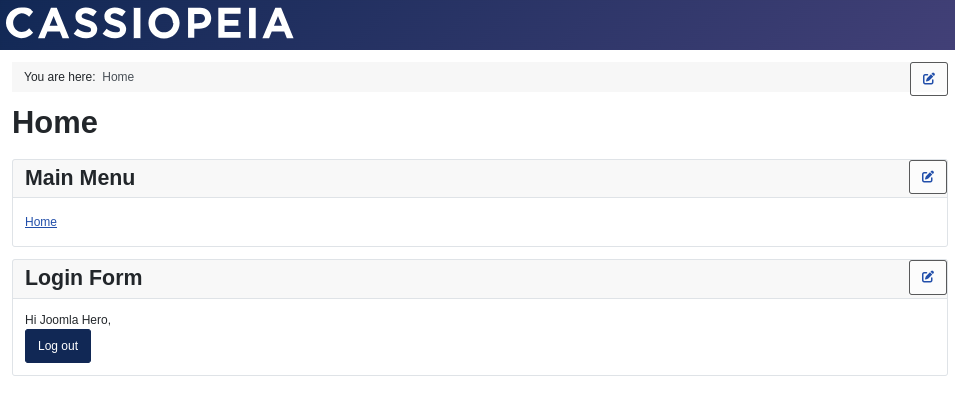 CASSIOPEIA
You are here: Home
Home
Main Menu
Home
Login Form
Hi Joomla Hero,
Log out